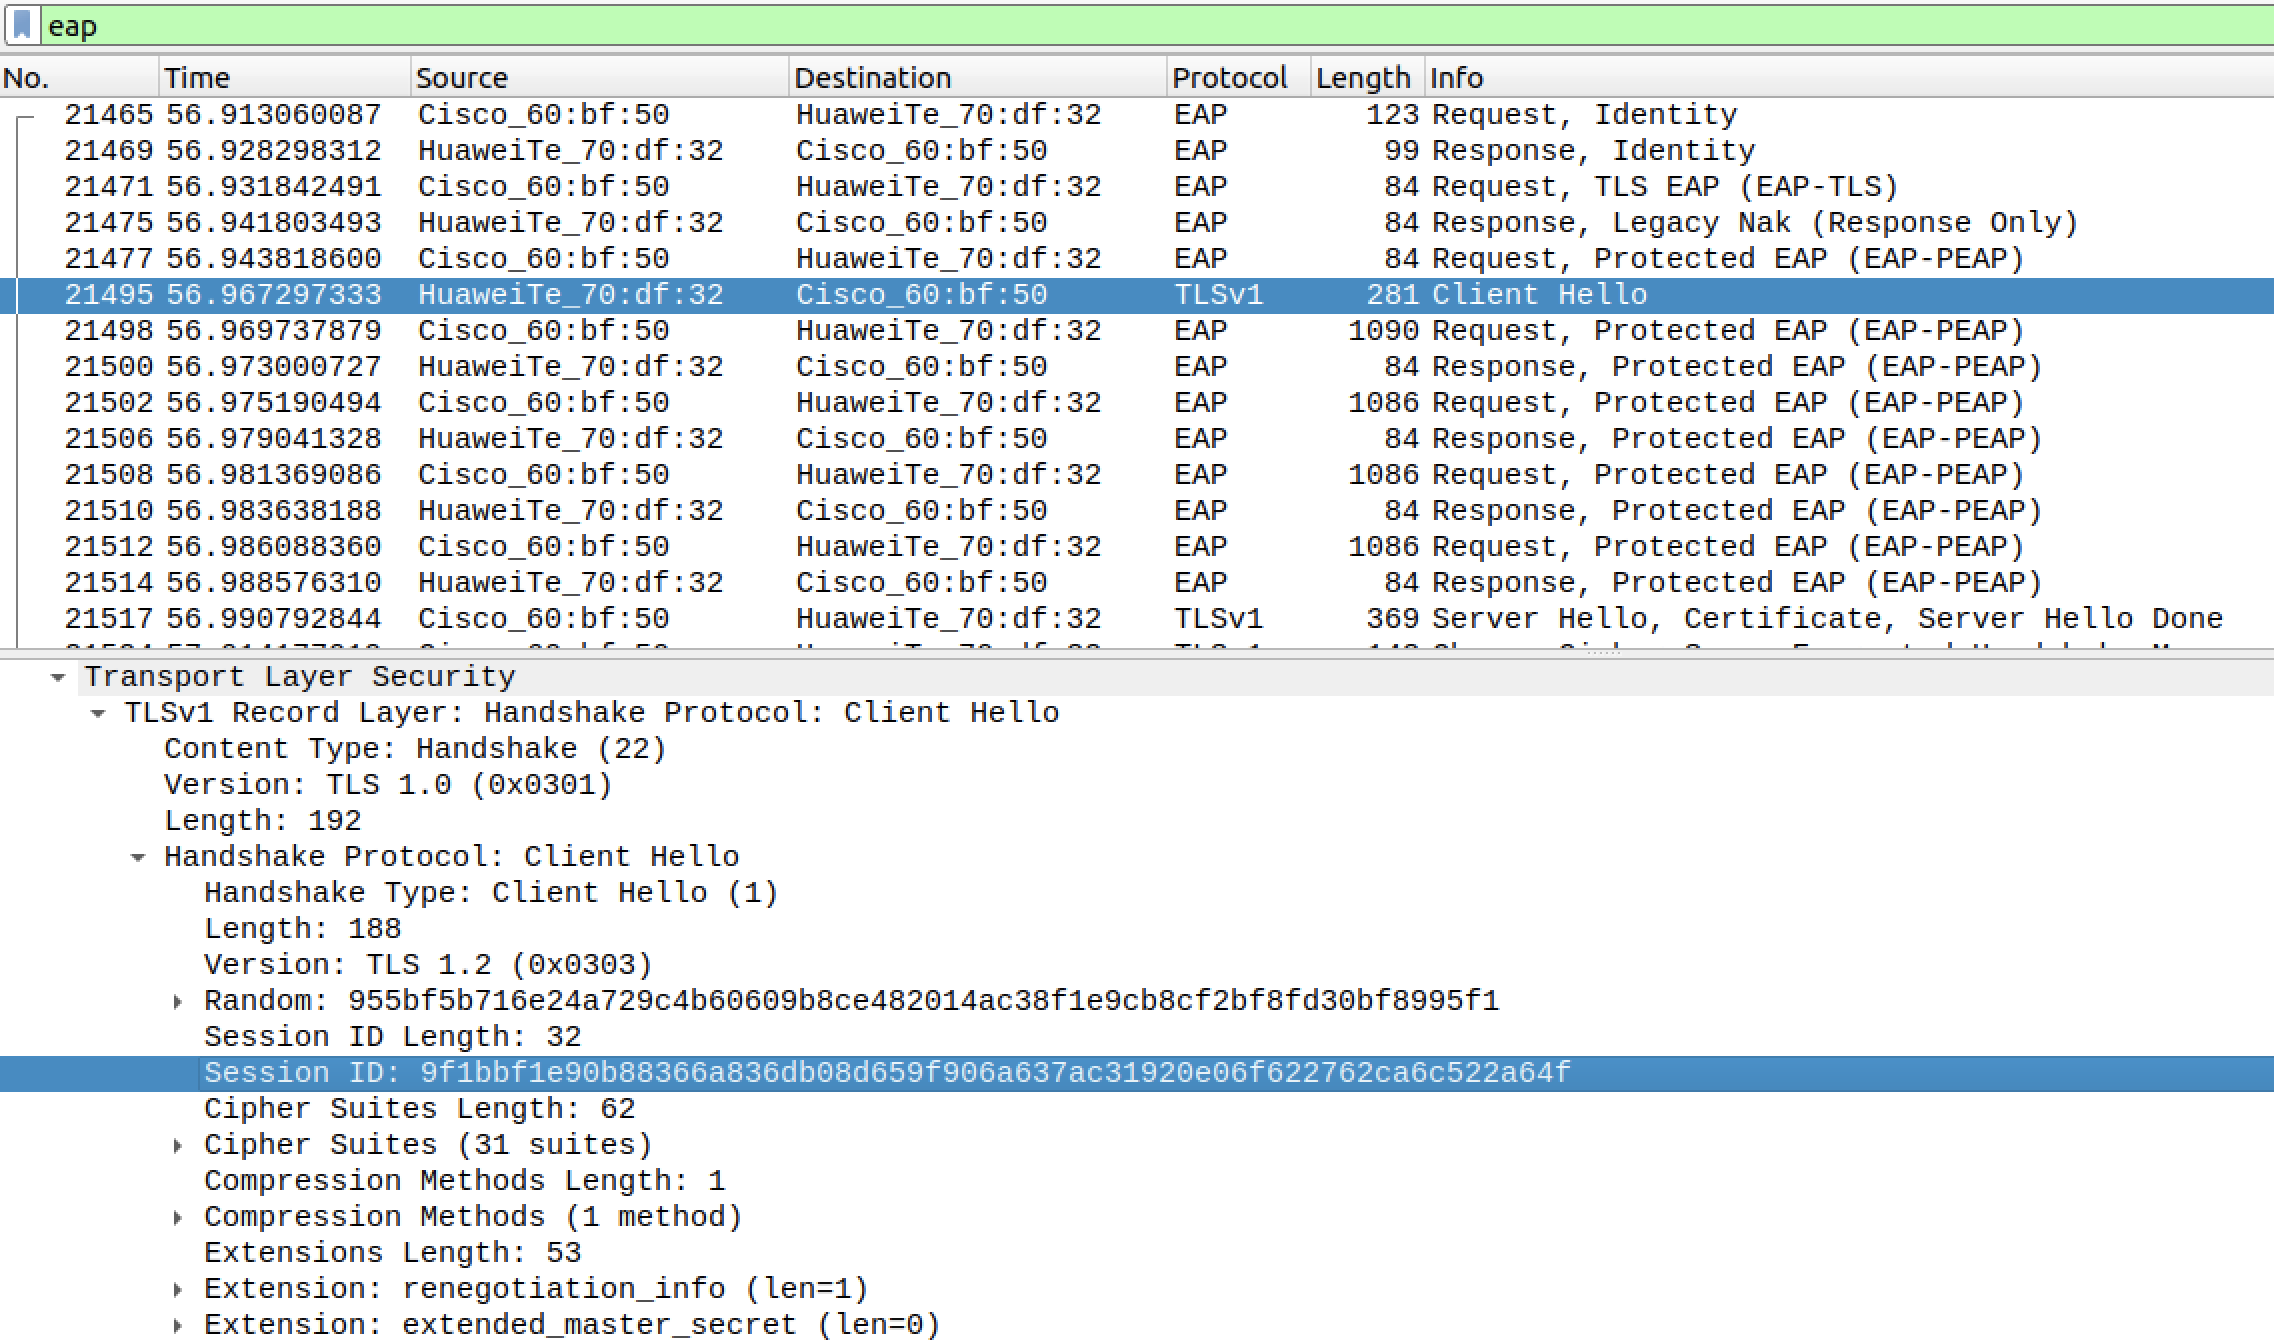 eap
No. Time Source Destination Protocol Length Info
21465 56.913060087 Cisco_60:bf:50 HuaweiTe_70:df:32 EAP 123 Request, Identity
21469 56.928298312 HuaweiTe_70:df:32 Cisco_60:bf:50 EAP 99 Response, Identity
21471 56.931842491 Cisco_60:bf:50 HuaweiTe_70:df:32 EAP 84 Request, TLS EAP (EAP-TLS)
21475 56.941803493 HuaweiTe_70:df:32 Cisco_60:bf:50 EAP 84 Response, Legacy Nak (Response Only)
21477 56.943818600 Cisco_60:bf:50 HuaweiTe_70:df:32 EAP 84 Request, Protected EAP (EAP-PEAP)
21495 56.967297333 HuaweiTe_70:df:32 Cisco_60:bf:50 TLSv1 281 Client Hello
21498 56.969737879 Cisco_60:bf:50 HuaweiTe_70:df:32 EAP 1090 Request, Protected EAP (EAP-PEAP)
21500 56.973000727 HuaweiTe_70:df:32 Cisco_60:bf:50 EAP 84 Response, Protected EAP (EAP-PEAP)
21502 56.975190494 Cisco_60:bf:50 HuaweiTe_70:df:32 EAP 1086 Request, Protected EAP (EAP-PEAP)
21506 56.979041328 HuaweiTe_70:df:32 Cisco_60:bf:50 EAP 84 Response, Protected EAP (EAP-PEAP)
21508 56.981369086 Cisco_60:bf:50 HuaweiTe_70:df:32 EAP 1086 Request, Protected EAP (EAP-PEAP)
21510 56.983638188 HuaweiTe_70:df:32 Cisco_60:bf:50 EAP 84 Response, Protected EAP (EAP-PEAP)
21512 56.986088360 Cisco_60:bf:50 HuaweiTe_70:df:32 EAP 1086 Request, Protected EAP (EAP-PEAP)
21514 56.988576310 HuaweiTe_70:df:32 Cisco_60:bf:50 EAP 84 Response, Protected EAP (EAP-PEAP)
21517 56.990792844 Cisco_60:bf:50 HuaweiTe_70:df:32 TLSv1 369 Server Hello, Certificate, Server Hello Done
Transport Layer Security
TLSv1 Record Layer: Handshake Protocol: Client Hello
Content Type: Handshake (22)
Version: TLS 1.0 (0x0301)
Length: 192
Handshake Protocol: Client Hello
Handshake Type: Client Hello (1)
Length: 188
Version: TLS 1.2 (0x0303)
Random: 955bf5b716e24a729c4b60609b8ce482014ac38f1e9cb8cf2bf8fd30bf8995f1
Session ID Length: 32
Session ID: 9f1bbf1e90b88366a836db08d659f906a637ac31920e06f622762ca6c522a64f
Cipher Suites Length: 62
Cipher Suites (31 suites)
Compression Methods Length: 1
Compression Methods (1 method)
Extensions Length: 53
Extension: renegotiation_info (len=1)
Extension: extended_master_secret (len=0)